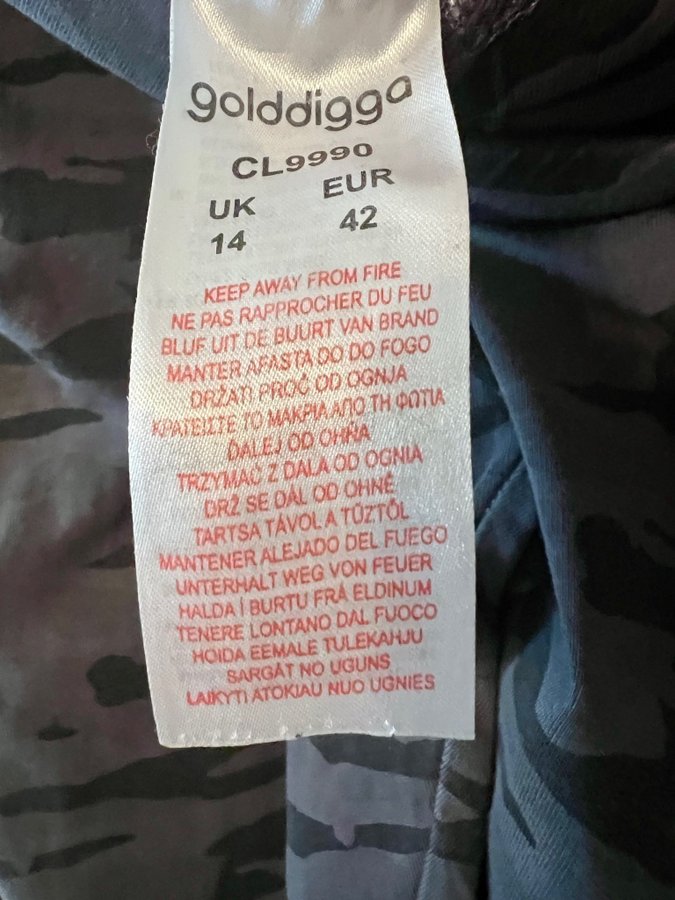 golddigga
CL9990
UK EUR
14 42
KEEP AWAY FROM FIRE
NE PAS RAPPROCHER DU FEU
BLUF UIT DE BUURT VAN BRAND
MANTER AFASTA DO DO FOGO
DRŽATI PROČ OD OGNJA
ΚΡΑΤΕΙΣΤΕ ΤΟ ΜΑΚΡΙΑ ΑΠΟ ΤΗ ΦΩΤΙΑ
ĎALEJ OD OHŇA
TRZYMAĆ Z DALA OD OGNIA
DRŽ SE DÁL OD OHNĚ
TARTSA TÁVOL A TŰZTŐL
MANTENER ALEJADO DEL FUEGO
UNTERHALT WEG VON FEUER
HALDA Í BURTU FRÁ ELDINUM
TENERE LONTANO DAL FUOCO
HOIDA EEMALE TULEKAHJU
SARGĀT NO UGUNS
LAIKYTI ATOKIAU NUO UGNIES